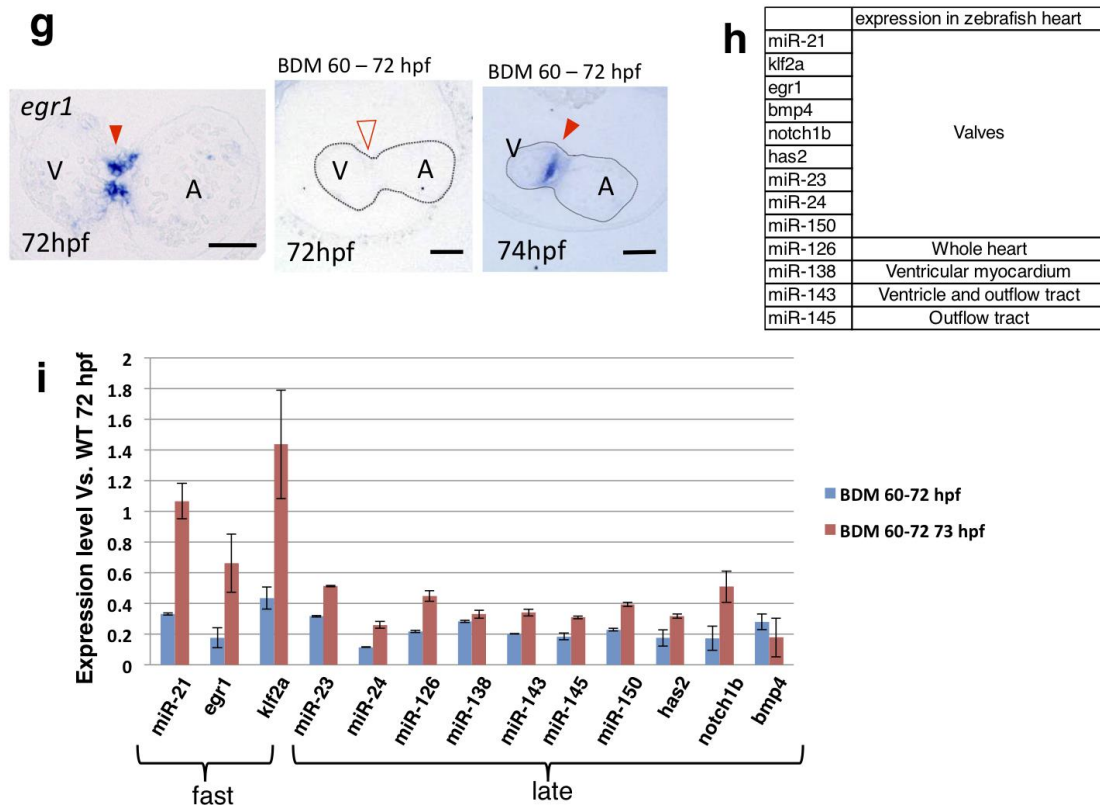 g
BDM 60 – 72 hpf
BDM 60 – 72 hpf
egr1
V
A
72hpf
V
A
72hpf
V
A
74hpf
h
expression in zebrafish heart
miR-21
klf2a
egr1
bmp4
notch1b
has2
miR-23
miR-24
miR-150
Valves
miR-126 Whole heart
miR-138 Ventricular myocardium
miR-143 Ventricle and outflow tract
miR-145 Outflow tract
i
Expression level Vs. WT 72 hpf
2
1.8
1.6
1.4
1.2
1
0.8
0.6
0.4
0.2
0
miR-21
egr1
klf2a
miR-23
miR-24
miR-126
miR-138
miR-143
miR-145
miR-150
has2
notch1b
bmp4
fast
late
BDM 60-72 hpf
BDM 60-72 73 hpf